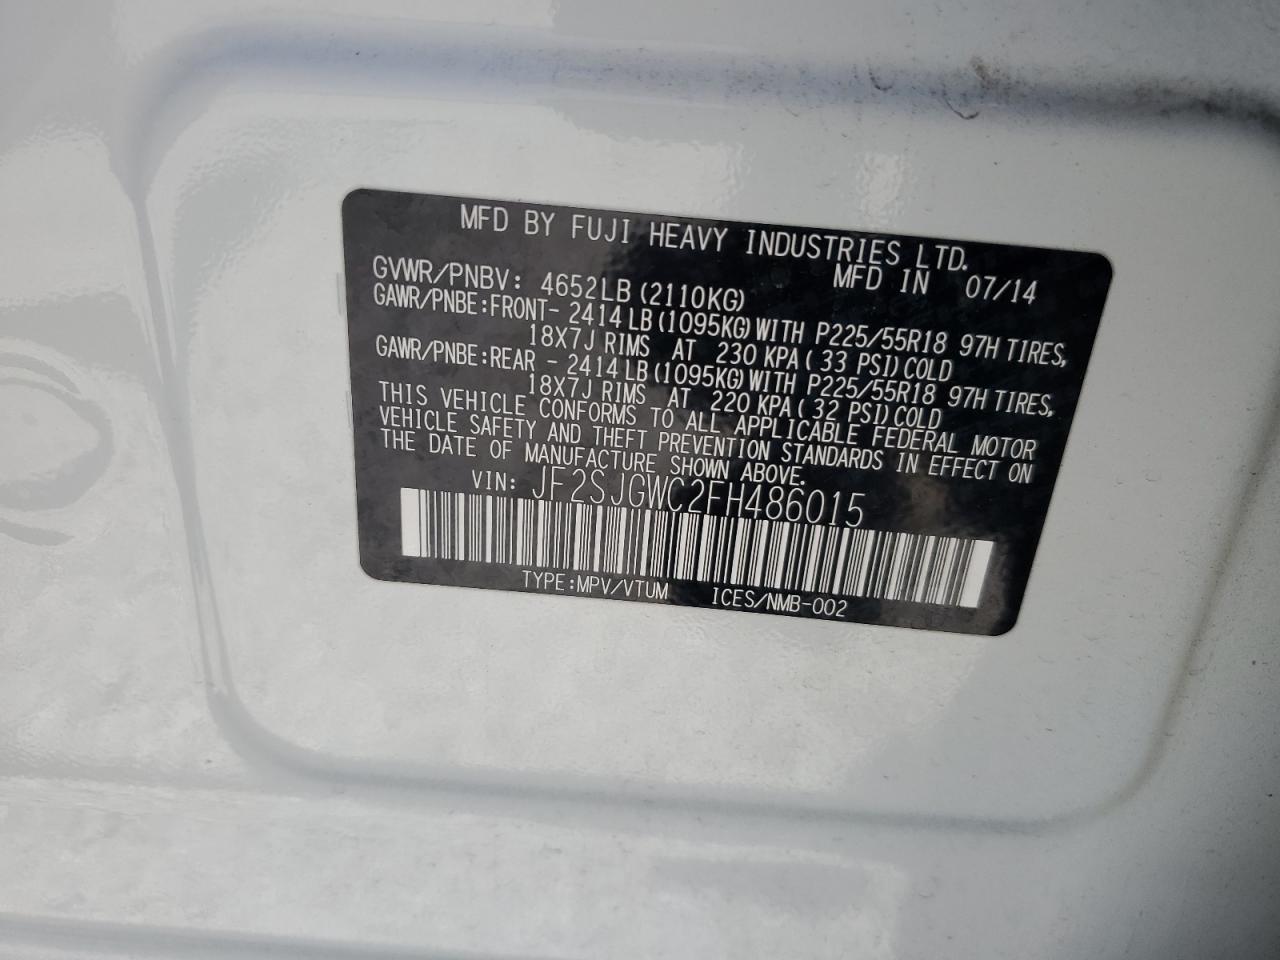 MFD BY FUJI HEAVY INDUSTRIES LTD.
MFD IN 07/14
GVWR/PNBV: 4652LB (2110KG)
GAWR/PNBE:FRONT- 2414 LB (1095KG) WITH P225/55R18 97H TIRES,
18X7J RIMS AT 230 KPA ( 33 PSI) COLD
GAWR/PNBE:REAR - 2414 LB (1095KG) WITH P225/55R18 97H TIRES,
18X7J RIMS AT 220 KPA ( 32 PSI) COLD
THIS VEHICLE CONFORMS TO ALL APPLICABLE FEDERAL MOTOR
VEHICLE SAFETY AND THEFT PREVENTION STANDARDS IN EFFECT ON
THE DATE OF MANUFACTURE SHOWN ABOVE.
VIN: JF2SJGWC2FH486015
TYPE:MPV/VTUM ICES/NMB-002